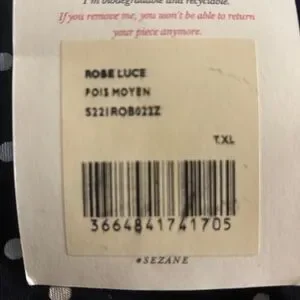 I'm biodegradable and recyclable.
If you remove me, you won't be able to return
your piece anymore.
ROBE LUCE
POIS MOYEN
S221ROB022Z
T.XL
3664841741705
#SEZANE